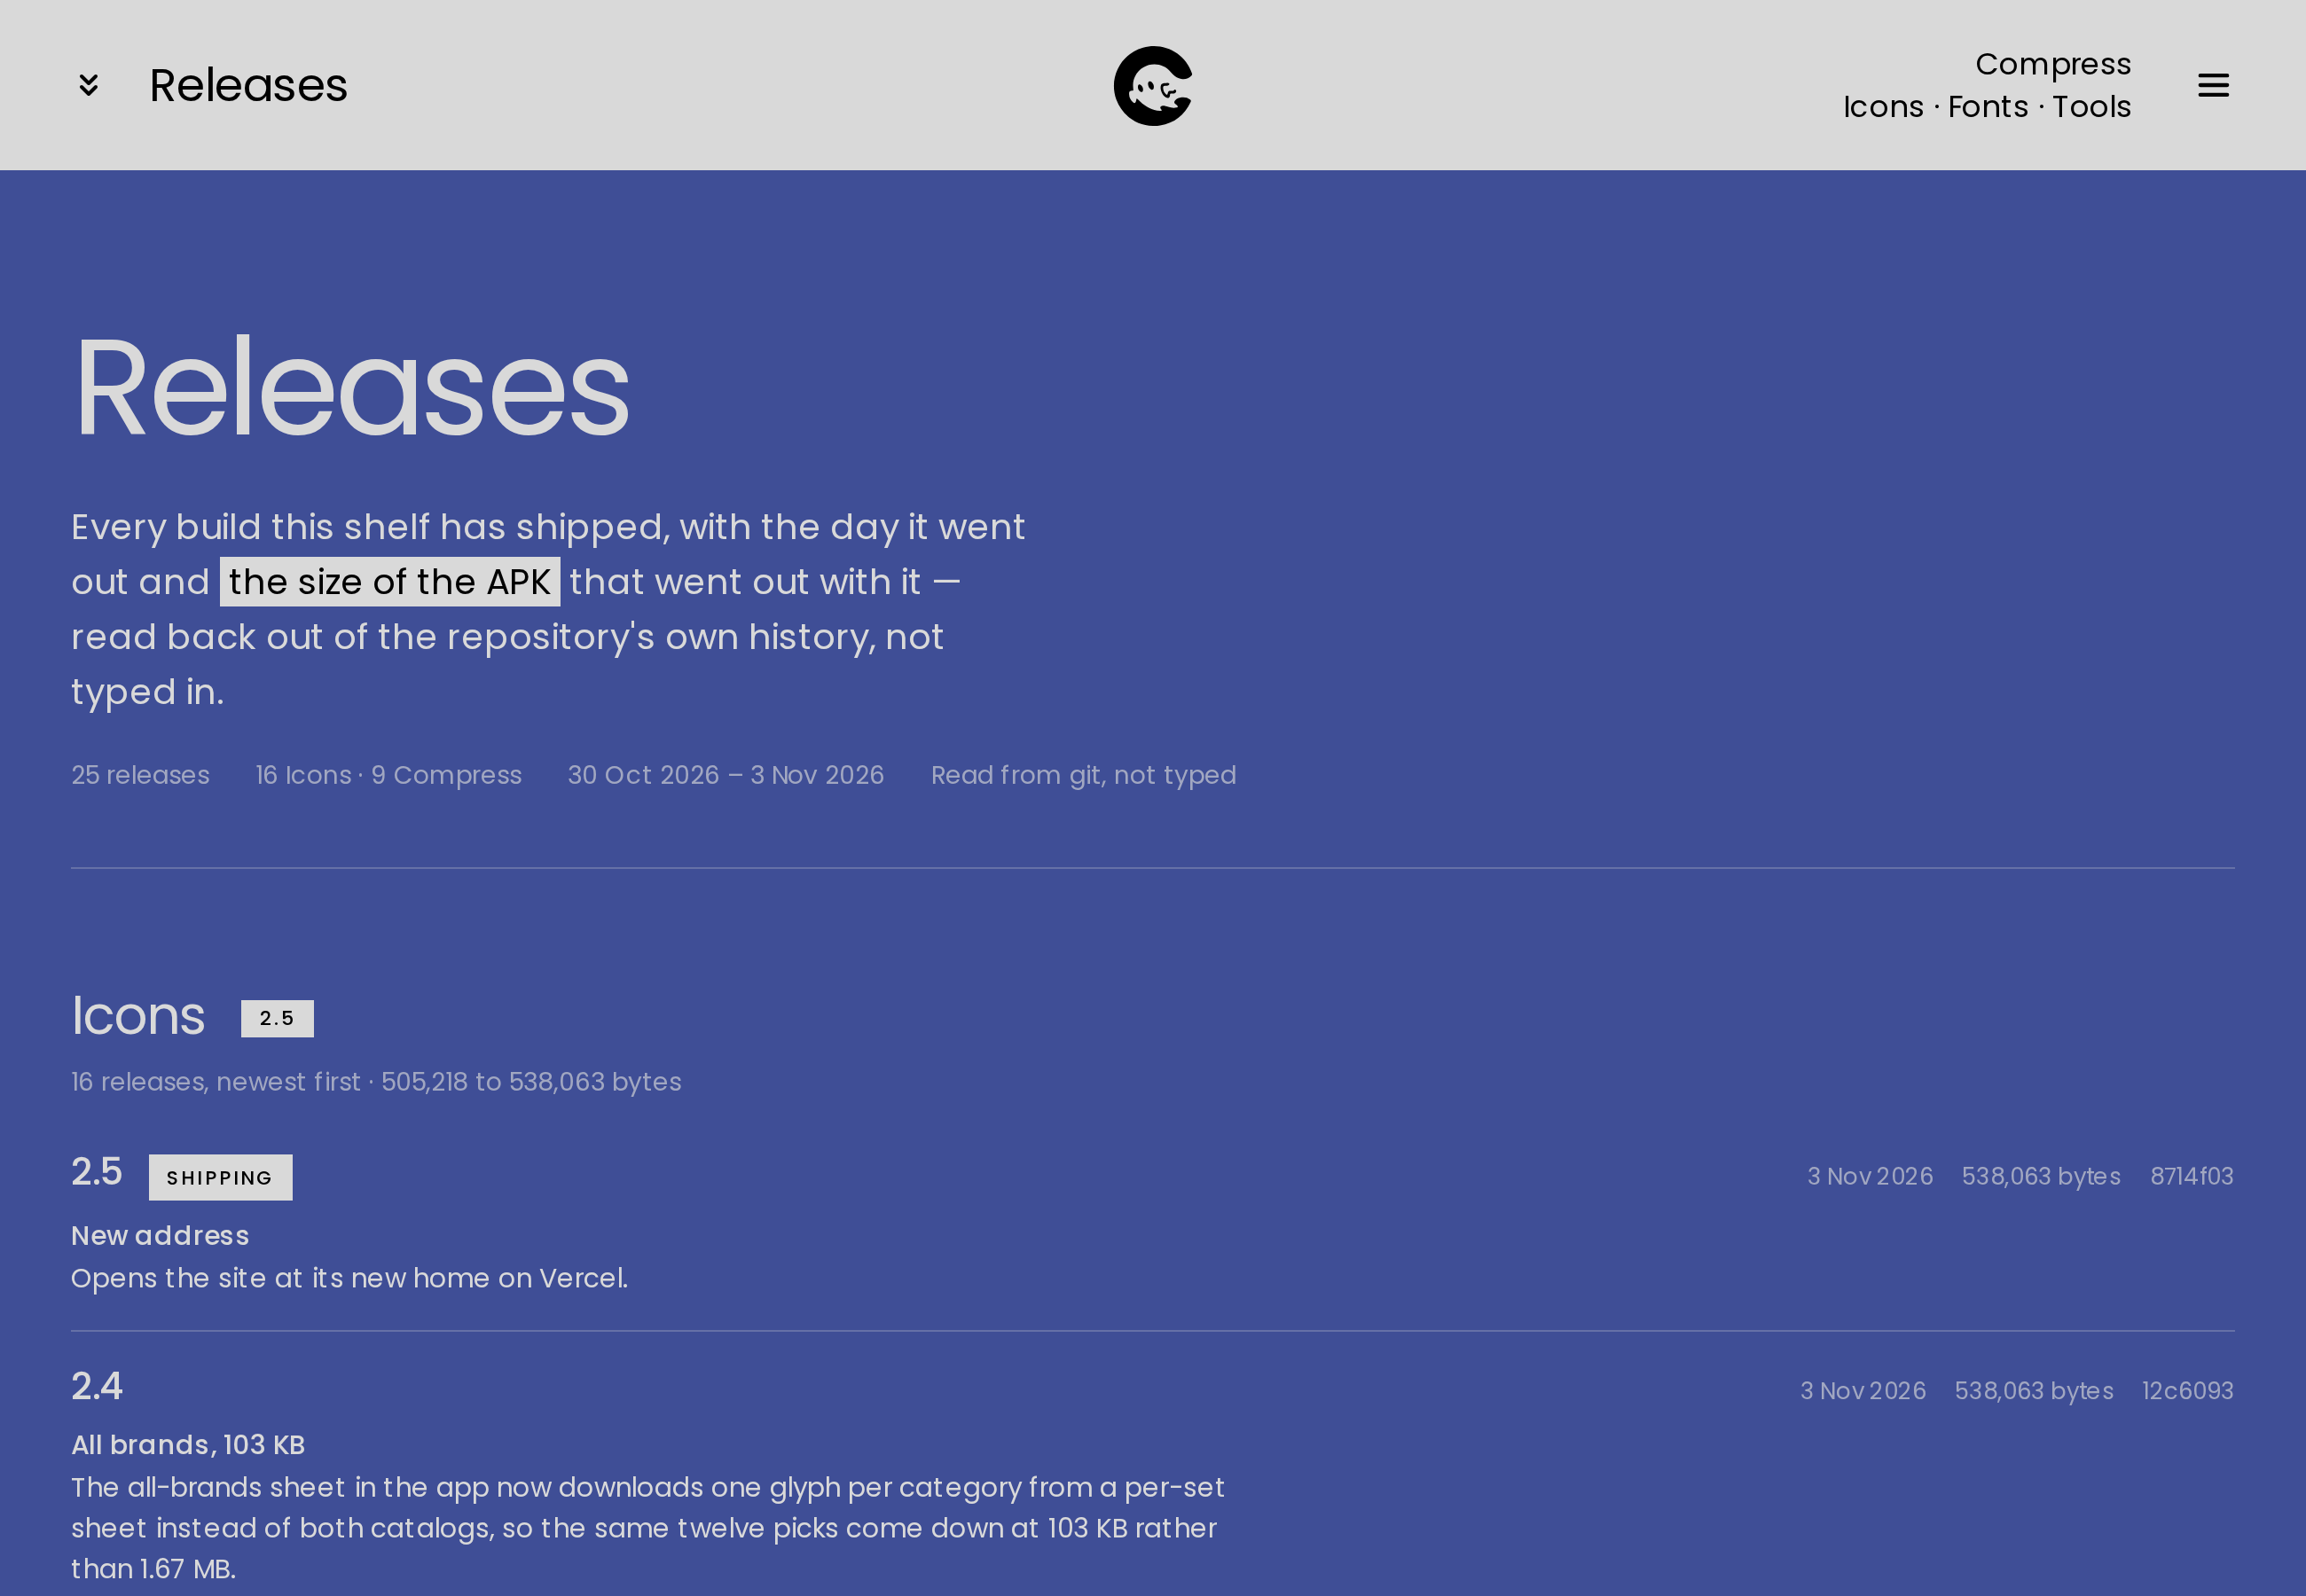 Releases
Compress
Icons · Fonts · Tools
Releases
Every build this shelf has shipped, with the day it went
out and the size of the APK that went out with it —
read back out of the repository's own history, not
typed in.
25 releases 16 Icons · 9 Compress 30 Oct 2026 – 3 Nov 2026 Read from git, not typed
Icons 2.5
16 releases, newest first · 505,218 to 538,063 bytes
2.5 SHIPPING 3 Nov 2026 538,063 bytes 8714f03
New address
Opens the site at its new home on Vercel.
2.4 3 Nov 2026 538,063 bytes 12c6093
All brands, 103 KB
The all-brands sheet in the app now downloads one glyph per category from a per-set
sheet instead of both catalogs, so the same twelve picks come down at 103 KB rather
than 1.67 MB.